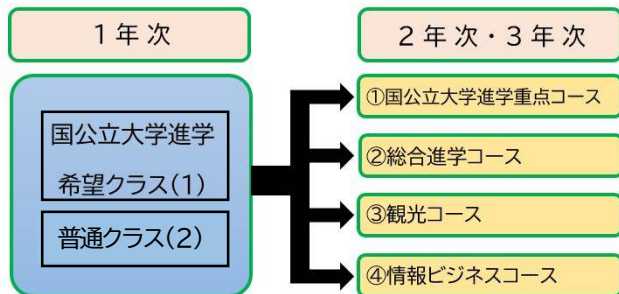 1年次
2年次・3年次
国公立大学進学
希望クラス(1)
普通クラス(2)
①国公立大学進学重点コース
②総合進学コース
③観光コース
④情報ビジネスコース